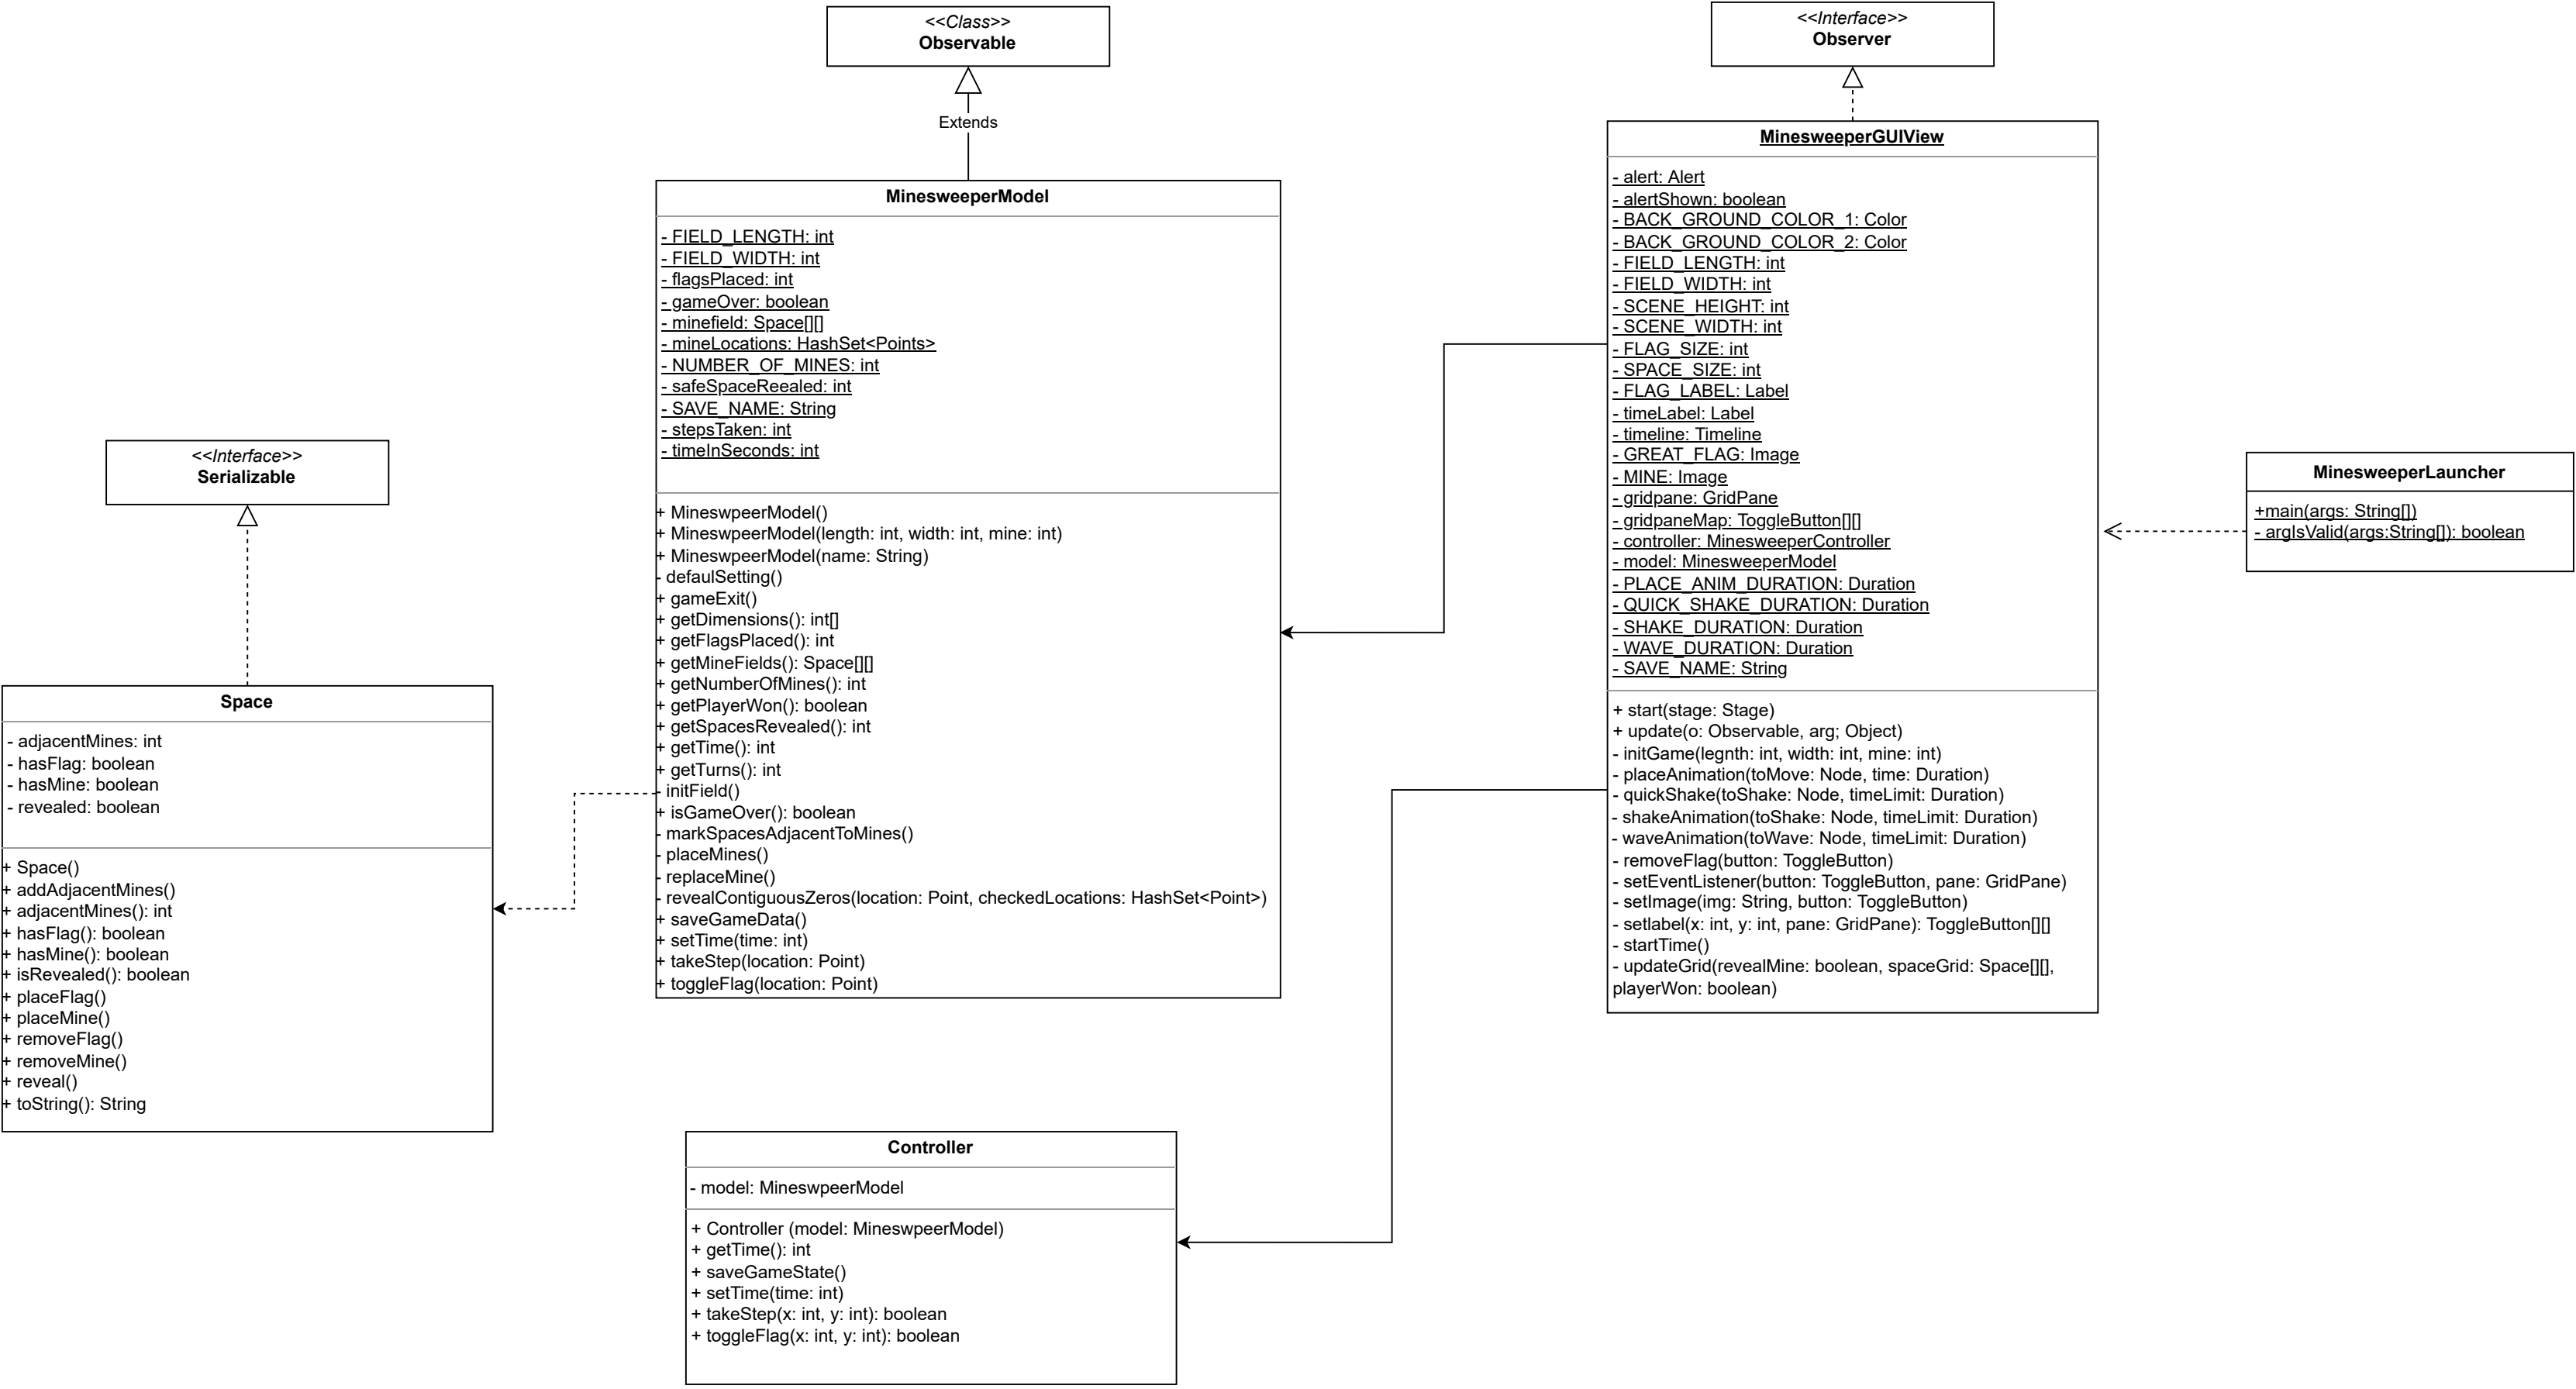 <<Class>>
Observable
Extends
<<Interface>>
Observer
MinesweeperModel
- FIELD_LENGTH: int
- FIELD_WIDTH: int
- flagsPlaced: int
- gameOver: boolean
- minefield: Space[][]
- mineLocations: HashSet<Points>
- NUMBER_OF_MINES: int
- safeSpaceReealed: int
- SAVE_NAME: String
- stepsTaken: int
- timeInSeconds: int
+ MineswpeerModel()
+ MineswpeerModel(length: int, width: int, mine: int)
+ MineswpeerModel(name: String)
- defaulSetting()
+ gameExit()
+ getDimensions(): int[]
+ getFlagsPlaced(): int
+ getMineFields(): Space[][]
+ getNumberOfMines(): int
+ getPlayerWon(): boolean
+ getSpacesRevealed(): int
+ getTime(): int
+ getTurns(): int
- initField()
+ isGameOver(): boolean
- markSpacesAdjacentToMines()
- placeMines()
- replaceMine()
- revealContiguousZeros(location: Point, checkedLocations: HashSet<Point>)
+ saveGameData()
+ setTime(time: int)
+ takeStep(location: Point)
+ toggleFlag(location: Point)
MinesweeperGUIView
- alert: Alert
- alertShown: boolean
- BACK_GROUND_COLOR_1: Color
- BACK_GROUND_COLOR_2: Color
- FIELD_LENGTH: int
- FIELD_WIDTH: int
- SCENE_HEIGHT: int
- SCENE_WIDTH: int
- FLAG_SIZE: int
- SPACE_SIZE: int
- FLAG_LABEL: Label
- timeLabel: Label
- timeline: Timeline
- GREAT_FLAG: Image
- MINE: Image
- gridpane: GridPane
- gridpaneMap: ToggleButton[][]
- controller: MinesweeperController
- model: MinesweeperModel
- PLACE_ANIM_DURATION: Duration
- QUICK_SHAKE_DURATION: Duration
- SHAKE_DURATION: Duration
- WAVE_DURATION: Duration
- SAVE_NAME: String
+ start(stage: Stage)
+ update(o: Observable, arg; Object)
- initGame(legnth: int, width: int, mine: int)
- placeAnimation(toMove: Node, time: Duration)
- quickShake(toShake: Node, timeLimit: Duration)
- shakeAnimation(toShake: Node, timeLimit: Duration)
- waveAnimation(toWave: Node, timeLimit: Duration)
- removeFlag(button: ToggleButton)
- setEventListener(button: ToggleButton, pane: GridPane)
- setImage(img: String, button: ToggleButton)
- setlabel(x: int, y: int, pane: GridPane): ToggleButton[][]
- startTime()
- updateGrid(revealMine: boolean, spaceGrid: Space[][],
playerWon: boolean)
MinesweeperLauncher
+main(args: String[])
- argIsValid(args:String[]): boolean
<<Interface>>
Serializable
Space
- adjacentMines: int
- hasFlag: boolean
- hasMine: boolean
- revealed: boolean
+ Space()
+ addAdjacentMines()
+ adjacentMines(): int
+ hasFlag(): boolean
+ hasMine(): boolean
+ isRevealed(): boolean
+ placeFlag()
+ placeMine()
+ removeFlag()
+ removeMine()
+ reveal()
+ toString(): String
Controller
- model: MineswpeerModel
+ Controller (model: MineswpeerModel)
+ getTime(): int
+ saveGameState()
+ setTime(time: int)
+ takeStep(x: int, y: int): boolean
+ toggleFlag(x: int, y: int): boolean